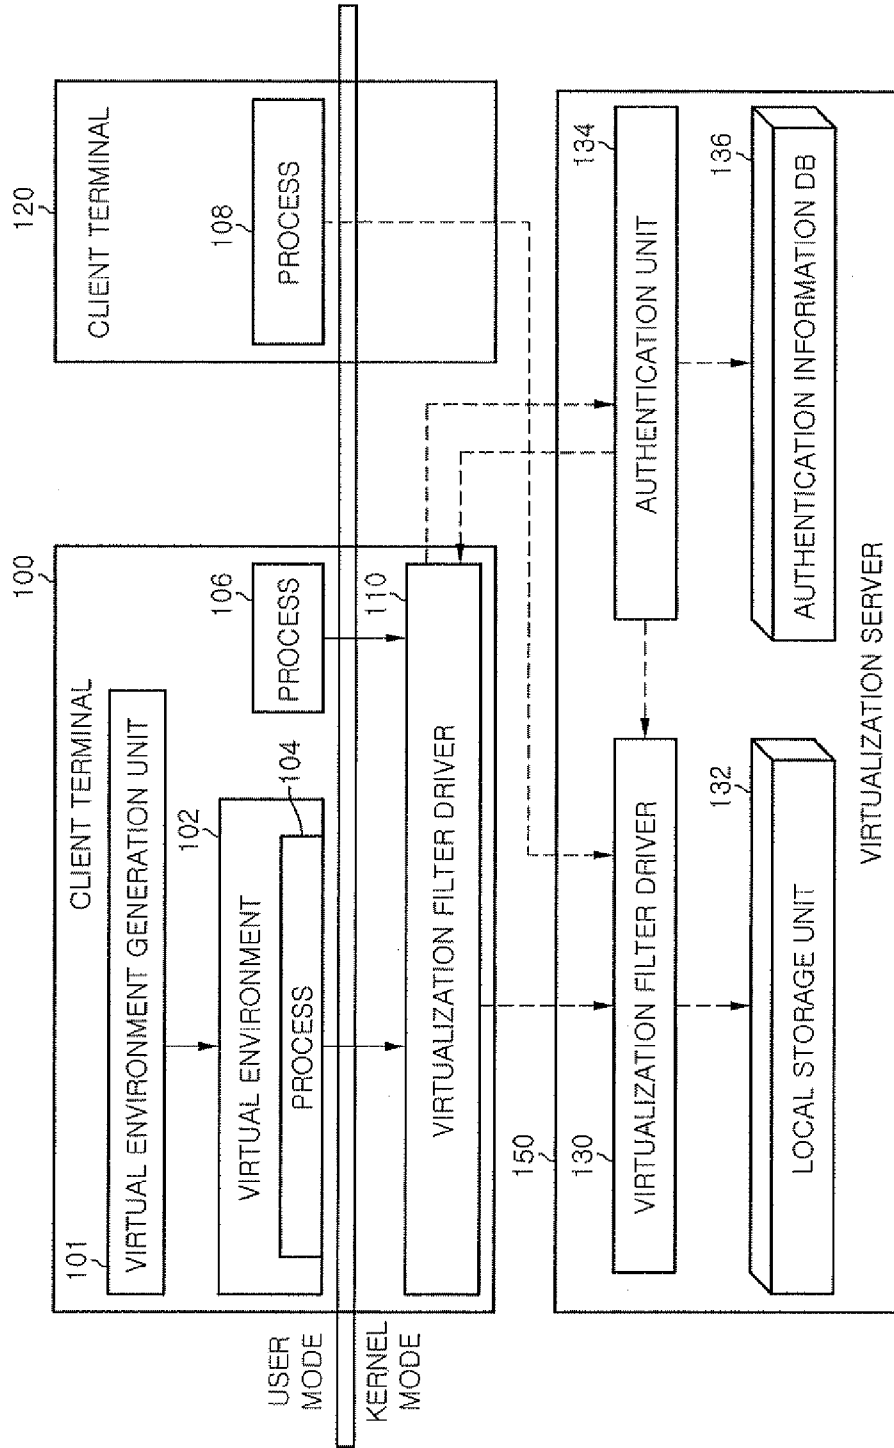 100
CLIENT TERMINAL
101
VIRTUAL ENVIRONMENT GENERATION UNIT
102
VIRTUAL ENVIRONMENT
104
PROCESS
106
PROCESS
120
CLIENT TERMINAL
108
PROCESS
USER
MODE
KERNEL
MODE
110
VIRTUALIZATION FILTER DRIVER
150
130
VIRTUALIZATION FILTER DRIVER
134
AUTHENTICATION UNIT
132
LOCAL STORAGE UNIT
136
AUTHENTICATION INFORMATION DB
VIRTUALIZATION SERVER